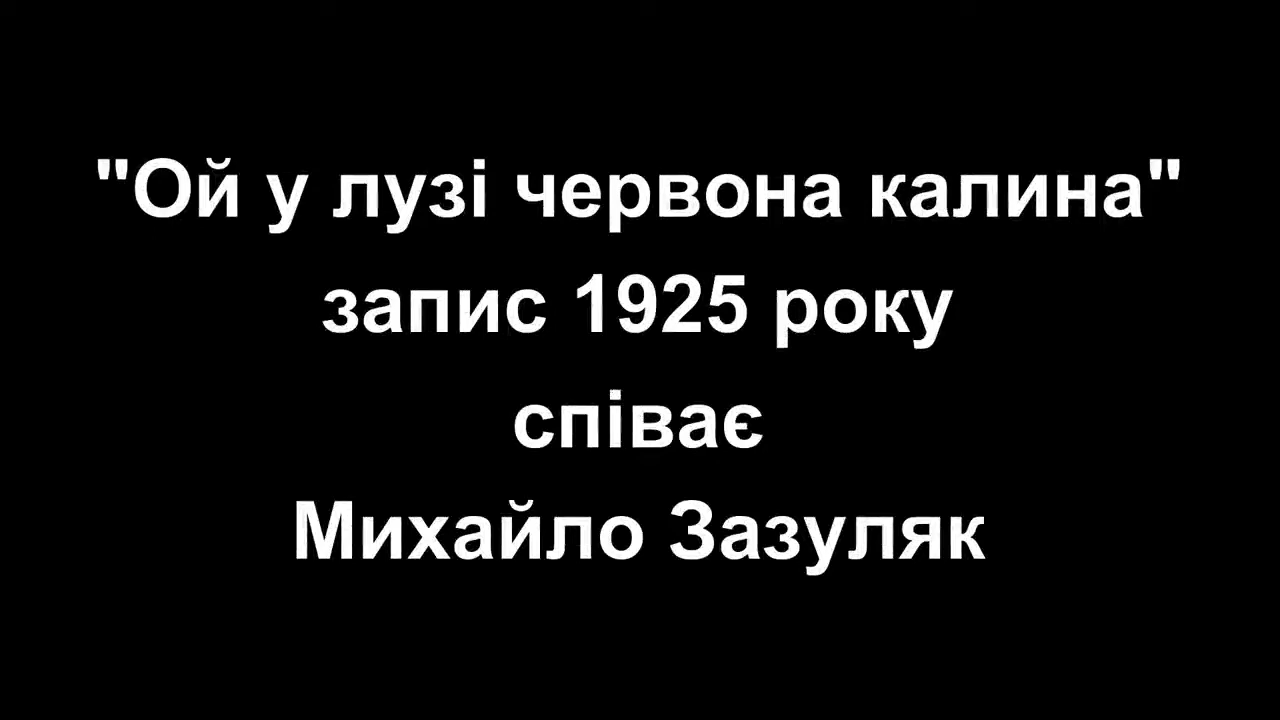 "Ой у лузі червона калина"
запис 1925 року
співає
Михайло Зазуляк